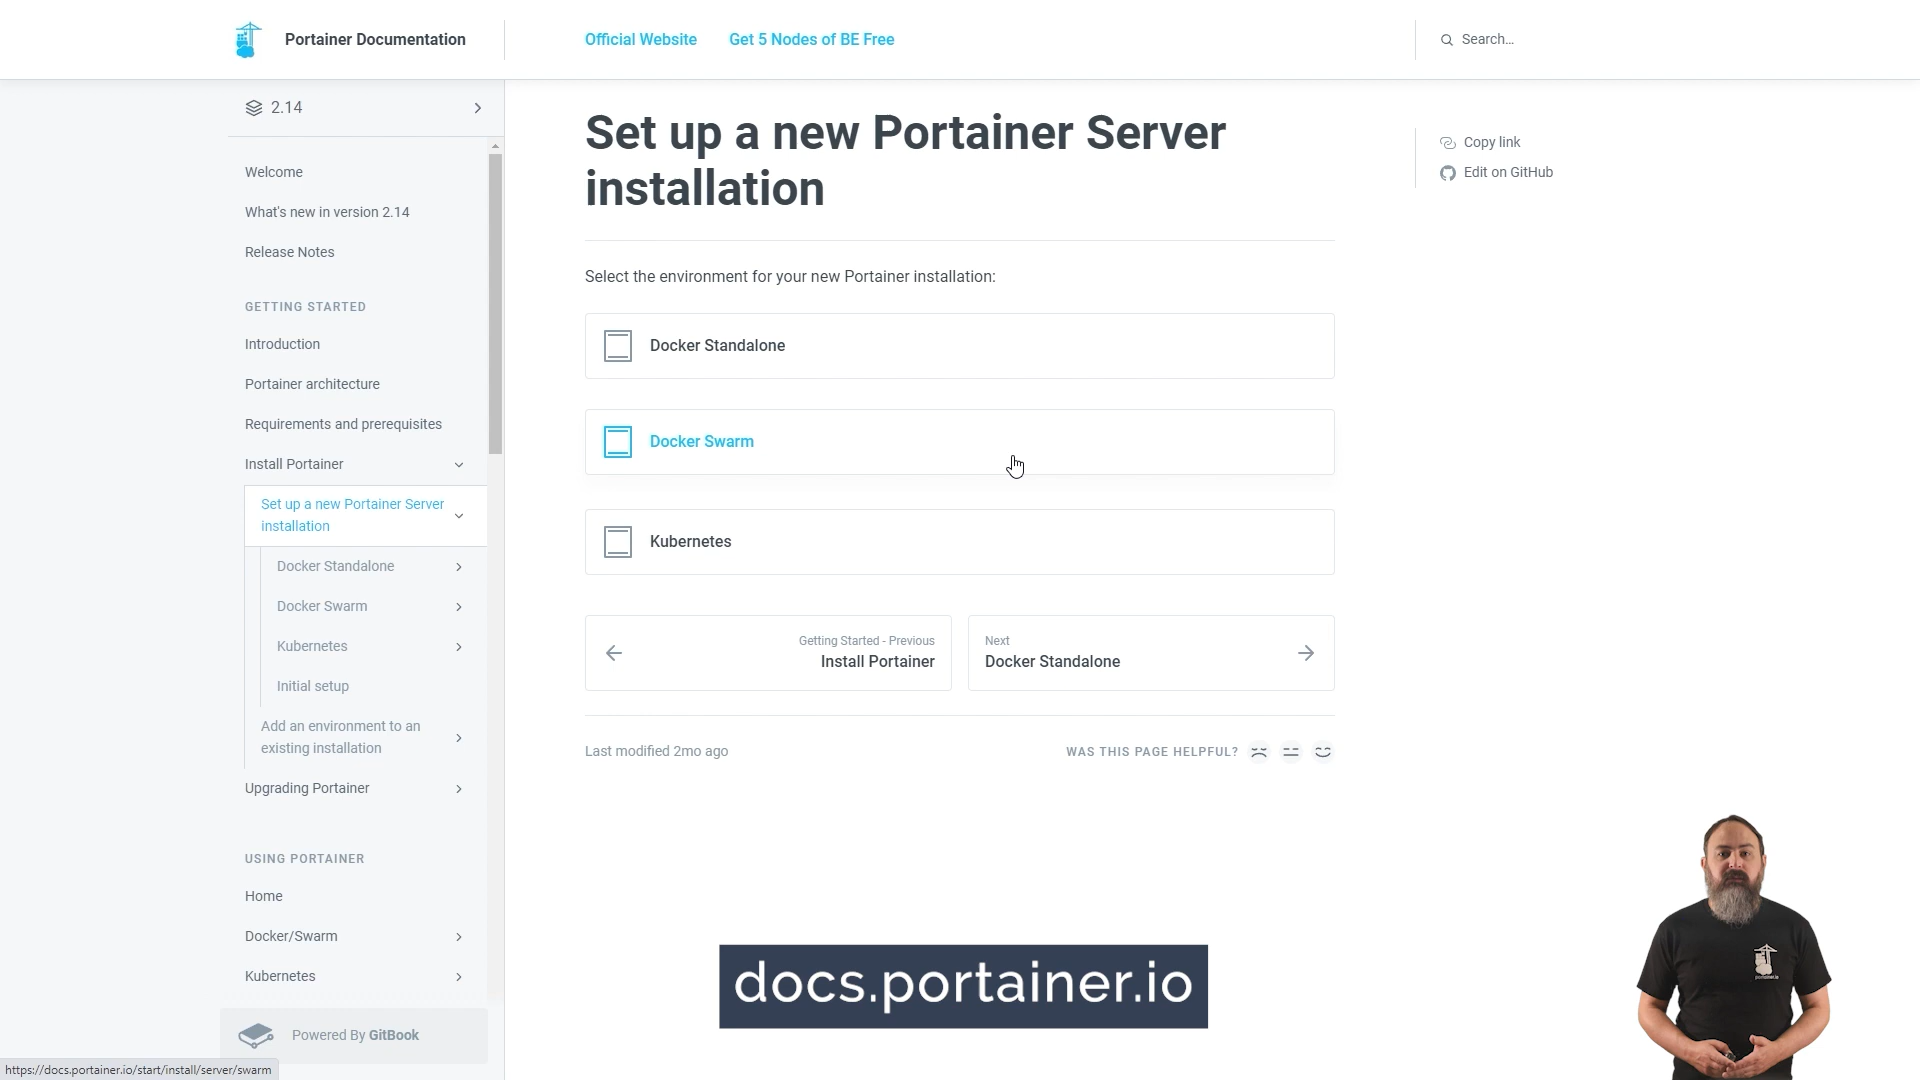 Portainer Documentation
Official Website
Get 5 Nodes of BE Free
Search...
2.14
Welcome
What's new in version 2.14
Release Notes
GETTING STARTED
Introduction
Portainer architecture
Requirements and prerequisites
Install Portainer
Set up a new Portainer Server
installation
Docker Standalone
Docker Swarm
Kubernetes
Initial setup
Add an environment to an
existing installation
Upgrading Portainer
USING PORTAINER
Home
Docker/Swarm
Kubernetes
Powered By GitBook
https://docs.portainer.io/start/install/server/swarm
Set up a new Portainer Server
installation
Select the environment for your new Portainer installation:
Docker Standalone
Docker Swarm
Kubernetes
Getting Started - Previous
Install Portainer
Next
Docker Standalone
Last modified 2mo ago
WAS THIS PAGE HELPFUL?
Copy link
Edit on GitHub
docs.portainer.io
portainer.io